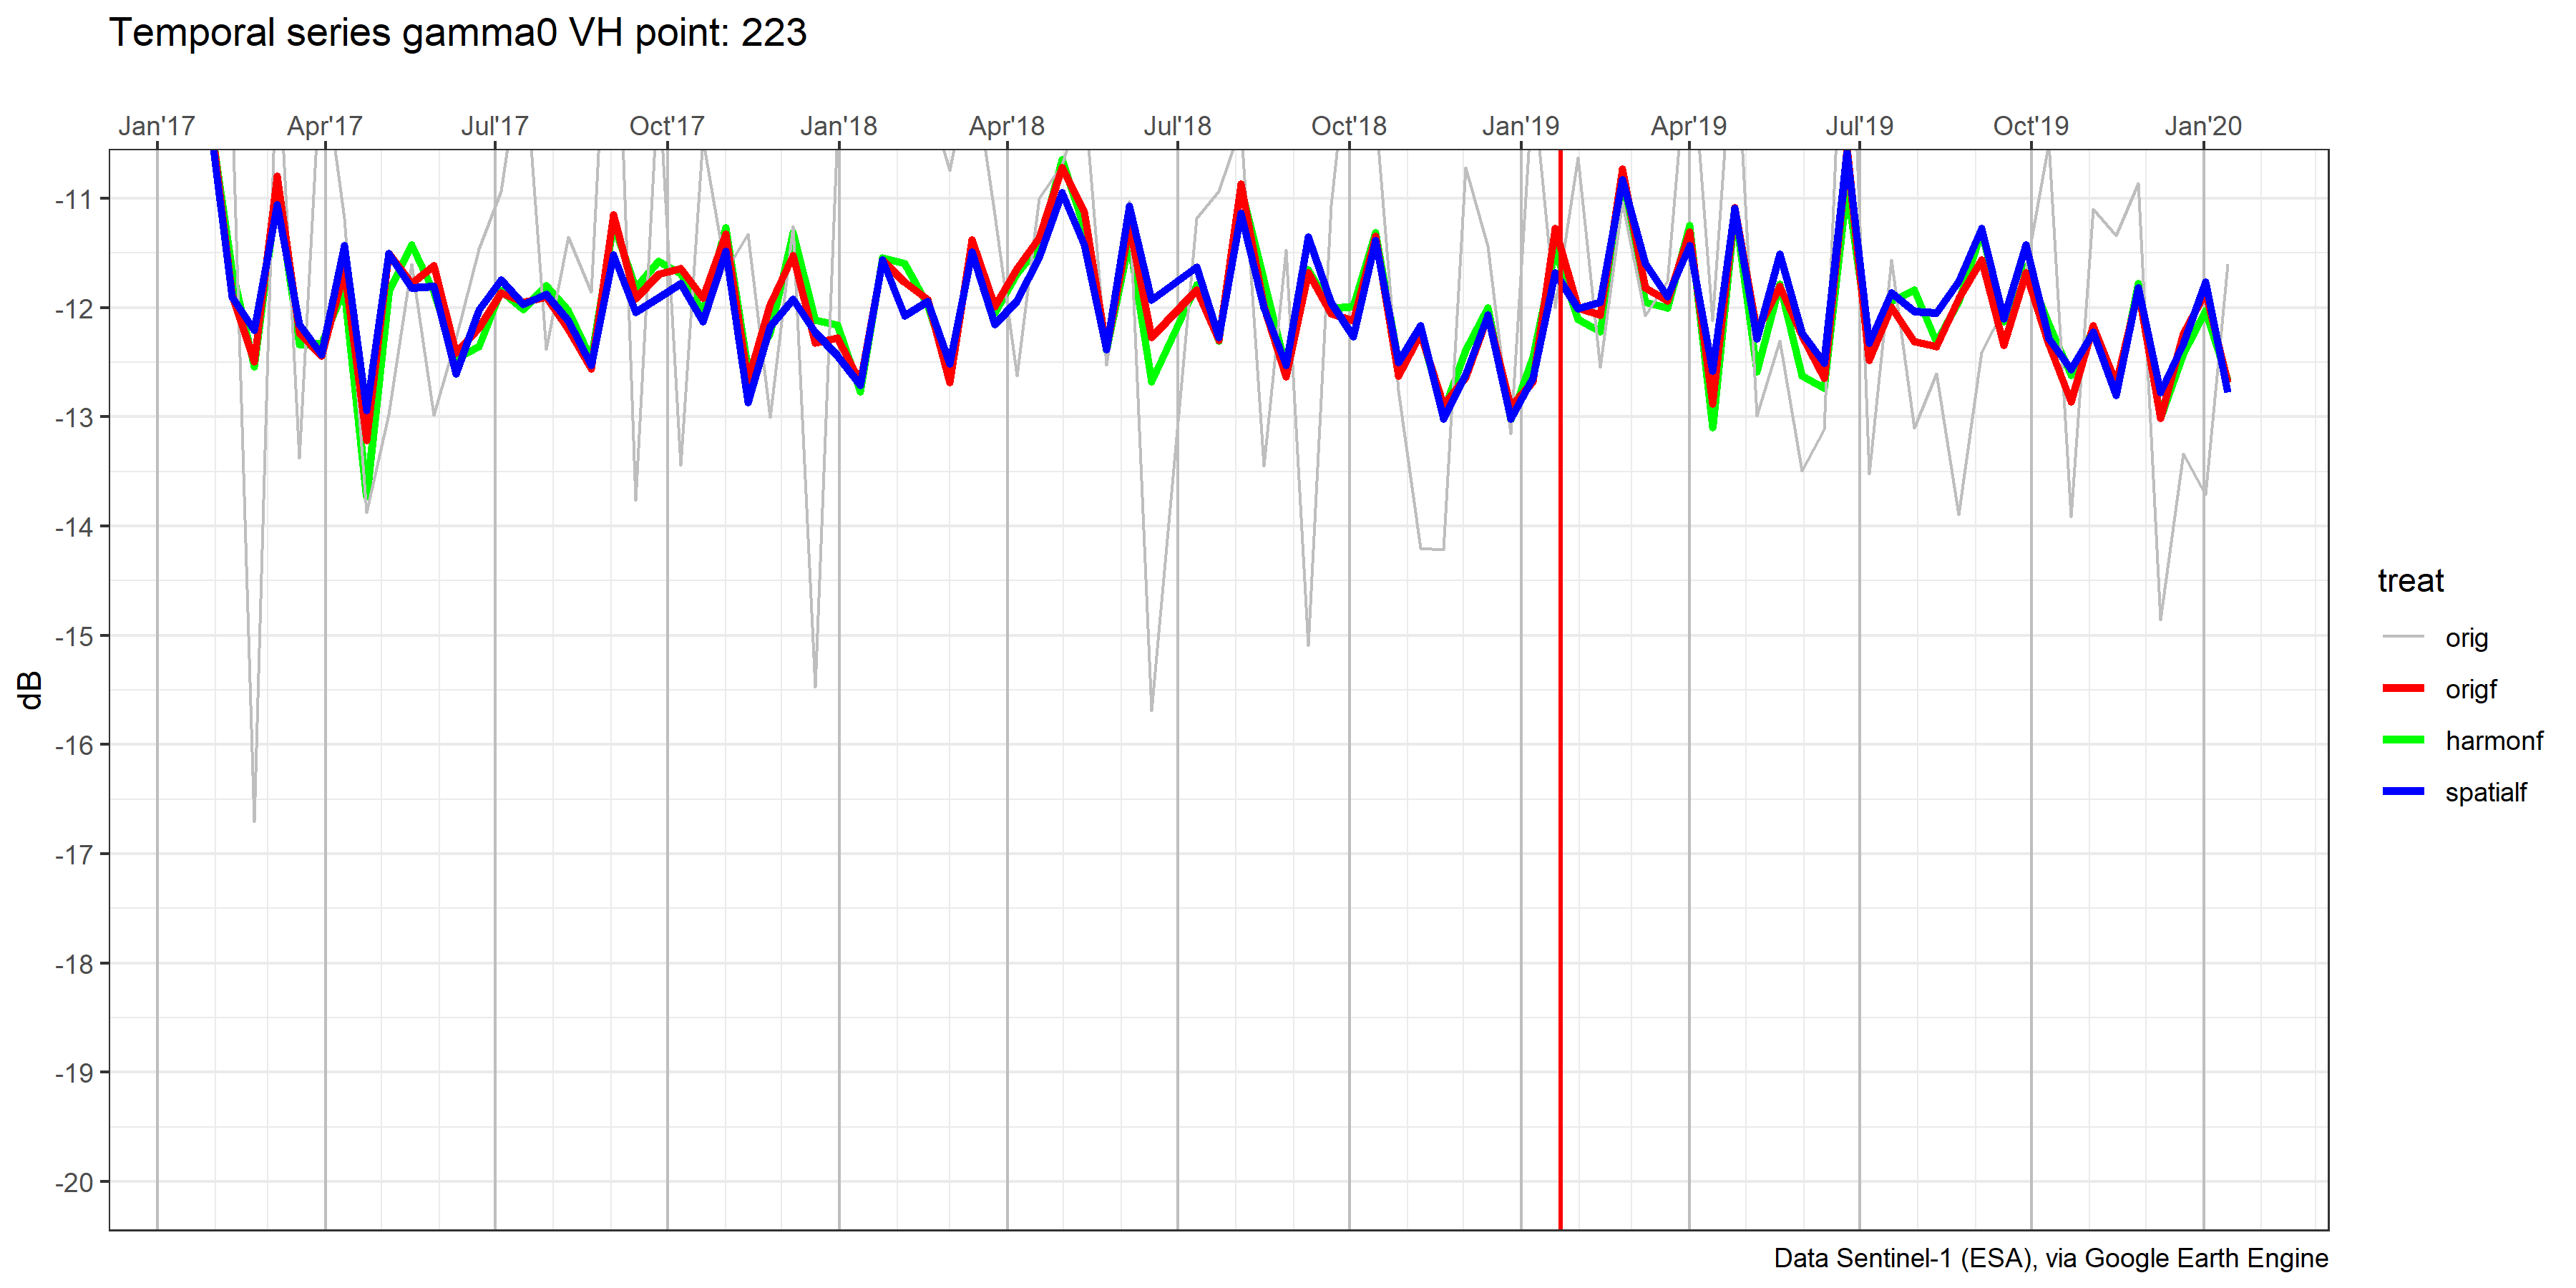 Temporal series gamma0 VH point: 223
Jan'17 Apr'17 Jul'17 Oct'17 Jan'18 Apr'18 Jul'18 Oct'18 Jan'19 Apr'19 Jul'19 Oct'19 Jan'20
-11
-12
-13
-14
-15
-16
-17
-18
-19
-20
dB
treat
orig
origf
harmonf
spatialf
Data Sentinel-1 (ESA), via Google Earth Engine